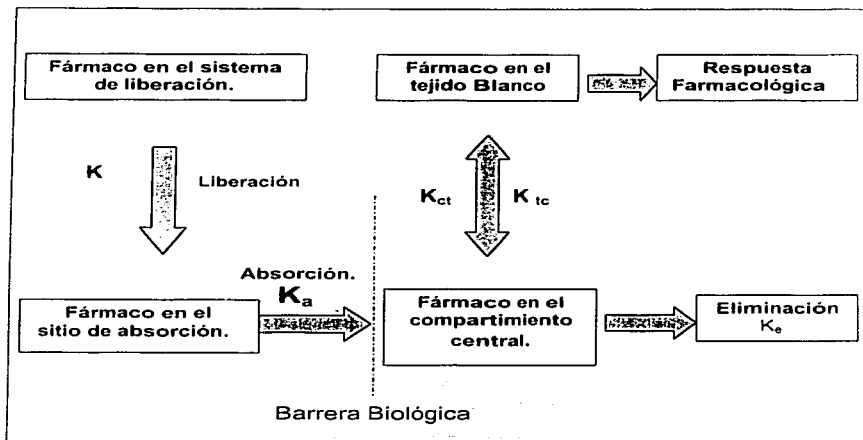 Fármaco en el sistema
de liberación.
Fármaco en el
tejido Blanco
Respuesta
Farmacológica
K
Liberación
K ct
K tc
Absorción.
Ka
Fármaco en el
sitio de absorción.
Fármaco en el
compartimiento
central.
Eliminación
Ke
Barrera Biológica